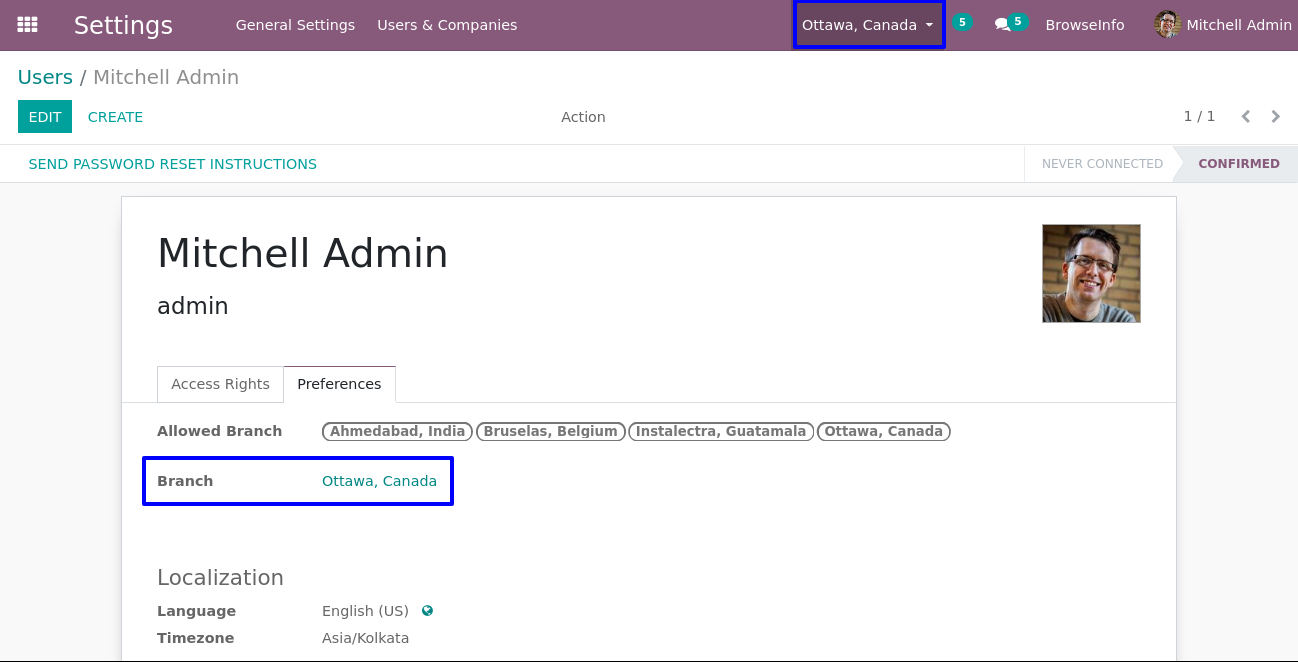 Settings General Settings Users & Companies Ottawa, Canada 5 5 BrowseInfo Mitchell Admin
Users / Mitchell Admin
EDIT CREATE Action 1 / 1
SEND PASSWORD RESET INSTRUCTIONS NEVER CONNECTED CONFIRMED
Mitchell Admin
admin
Access Rights Preferences
Allowed Branch Ahmedabad, India Bruselas, Belgium Instalectra, Guatamala Ottawa, Canada
Branch Ottawa, Canada
Localization
Language English (US)
Timezone Asia/Kolkata